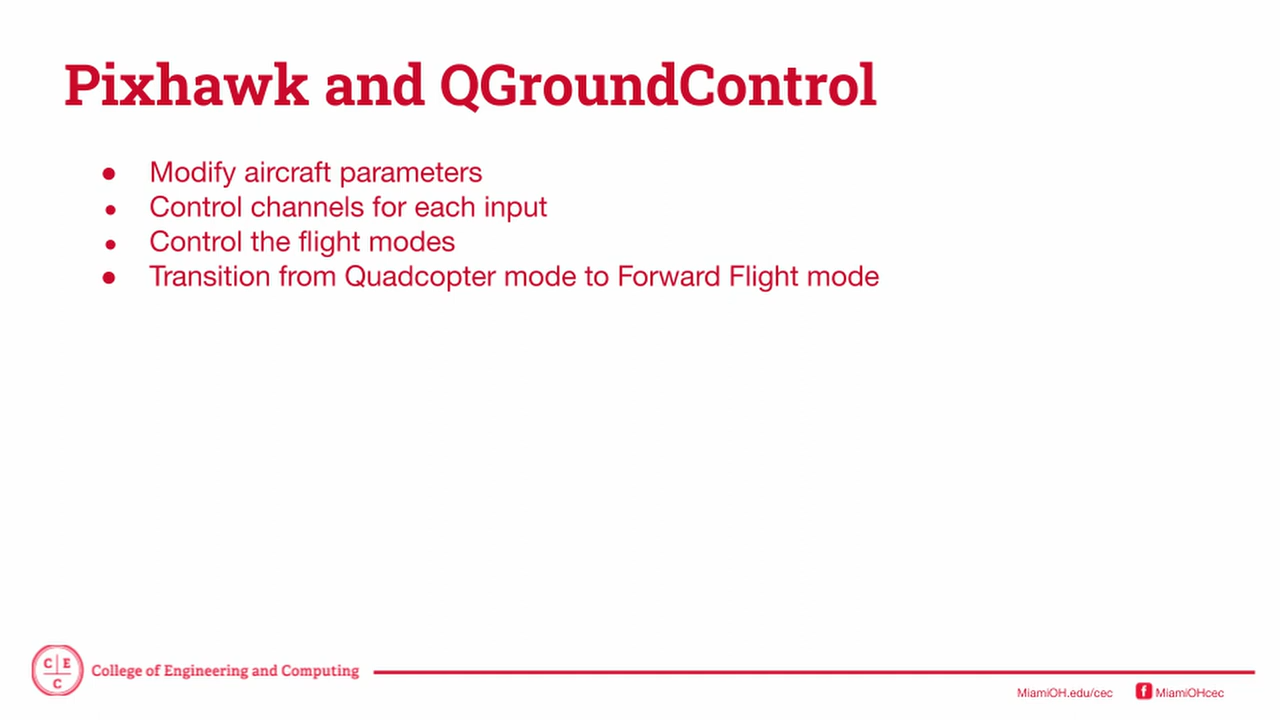 Pixhawk and QGroundControl
● Modify aircraft parameters
● Control channels for each input
● Control the flight modes
● Transition from Quadcopter mode to Forward Flight mode
C E
C
College of Engineering and Computing
MiamiOH.edu/cec f MiamiOHcec